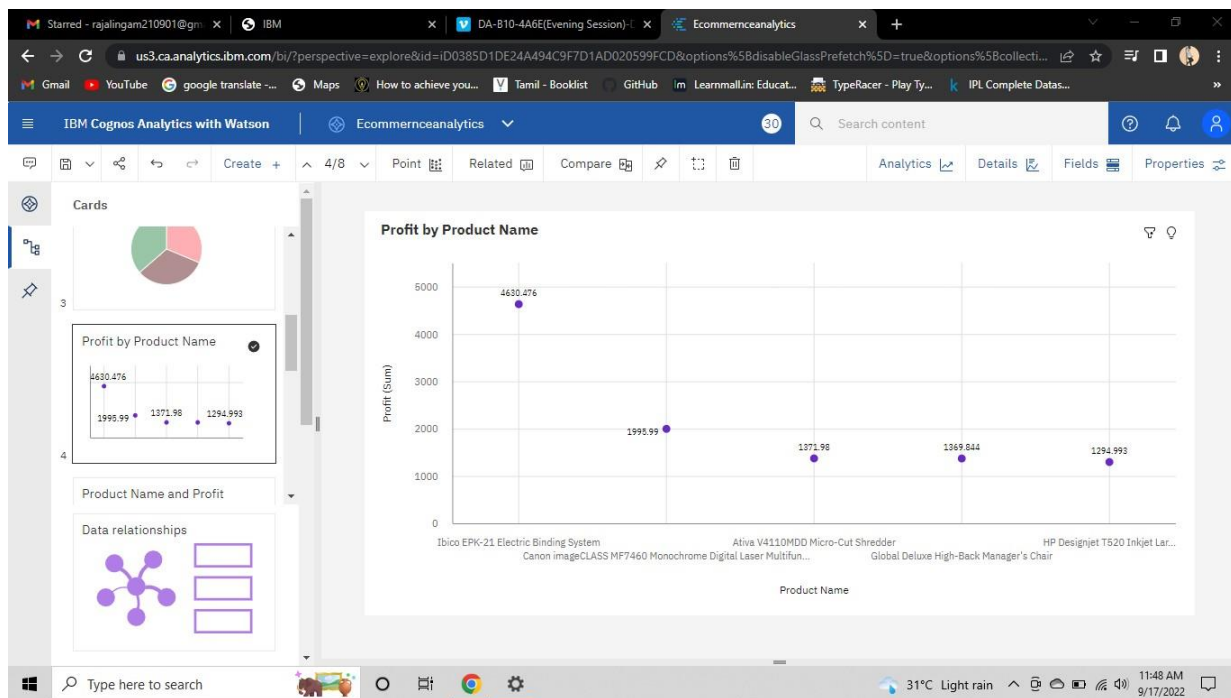 Starred - rajalingam210901@gm
IBM
DA-B10-4A6E(Evening Session)-D
Ecommernceanalytics
us3.ca.analytics.ibm.com/bi/?perspective=explore&id=iD0385D1DE24A494C9F7D1AD020599FCD&options%5BdisableGlassPrefetch%5D=true&options%5Bcollecti...
Gmail
YouTube
google translate -...
Maps
How to achieve you...
Tamil - Booklist
GitHub
Learnmall.in: Educat...
TypeRacer - Play Ty...
IPL Complete Datas...
»
IBM Cognos Analytics with Watson
Ecommernceanalytics
30
Search content
Create +
4/8
Point
Related
Compare
Analytics
Details
Fields
Properties
Cards
3
Profit by Product Name
4630.476
1995.99
1371.98
1294.993
4
Product Name and Profit
Data relationships
Profit by Product Name
Profit (Sum)
5000
4000
3000
2000
1000
0
4630.476
1995.99
1371.98
1369.844
1294.993
Ibico EPK-21 Electric Binding System
Canon imageCLASS MF7460 Monochrome Digital Laser Multifun...
Ativa V4110MDD Micro-Cut Shredder
Global Deluxe High-Back Manager's Chair
HP Designjet T520 Inkjet Lar...
Product Name
Type here to search
31°C Light rain
11:48 AM
9/17/2022